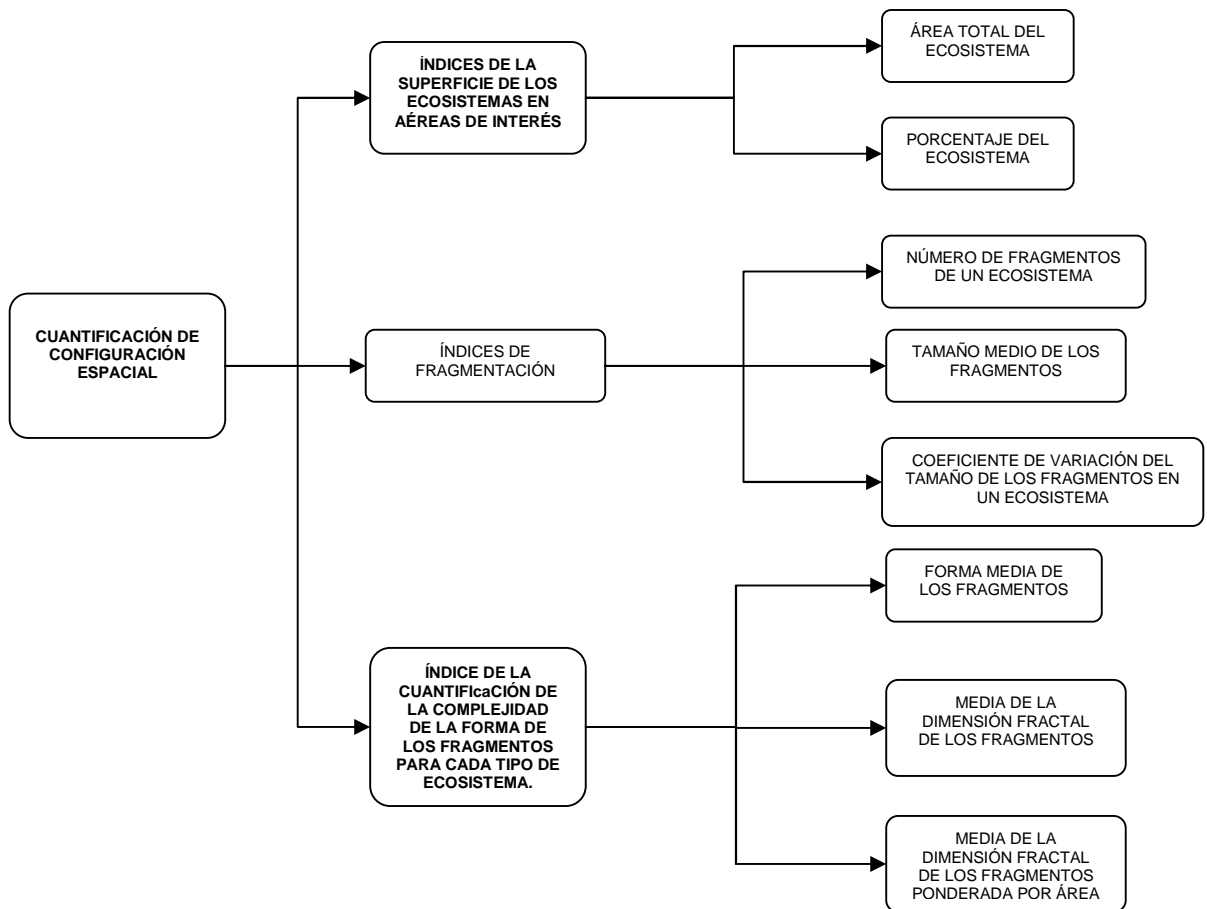 CUANTIFICACIÓN DE
CONFIGURACIÓN
ESPACIAL
ÍNDICES DE LA
SUPERFICIE DE LOS
ECOSISTEMAS EN
AÉREAS DE INTERÉS
ÁREA TOTAL DEL
ECOSISTEMA
PORCENTAJE DEL
ECOSISTEMA
ÍNDICES DE
FRAGMENTACIÓN
NÚMERO DE FRAGMENTOS
DE UN ECOSISTEMA
TAMAÑO MEDIO DE LOS
FRAGMENTOS
COEFICIENTE DE VARIACIÓN DEL
TAMAÑO DE LOS FRAGMENTOS EN
UN ECOSISTEMA
ÍNDICE DE LA
CUANTIFIcaCIÓN DE
LA COMPLEJIDAD
DE LA FORMA DE
LOS FRAGMENTOS
PARA CADA TIPO DE
ECOSISTEMA.
FORMA MEDIA DE
LOS FRAGMENTOS
MEDIA DE LA
DIMENSIÓN FRACTAL
DE LOS FRAGMENTOS
MEDIA DE LA
DIMENSIÓN FRACTAL
DE LOS FRAGMENTOS
PONDERADA POR ÁREA